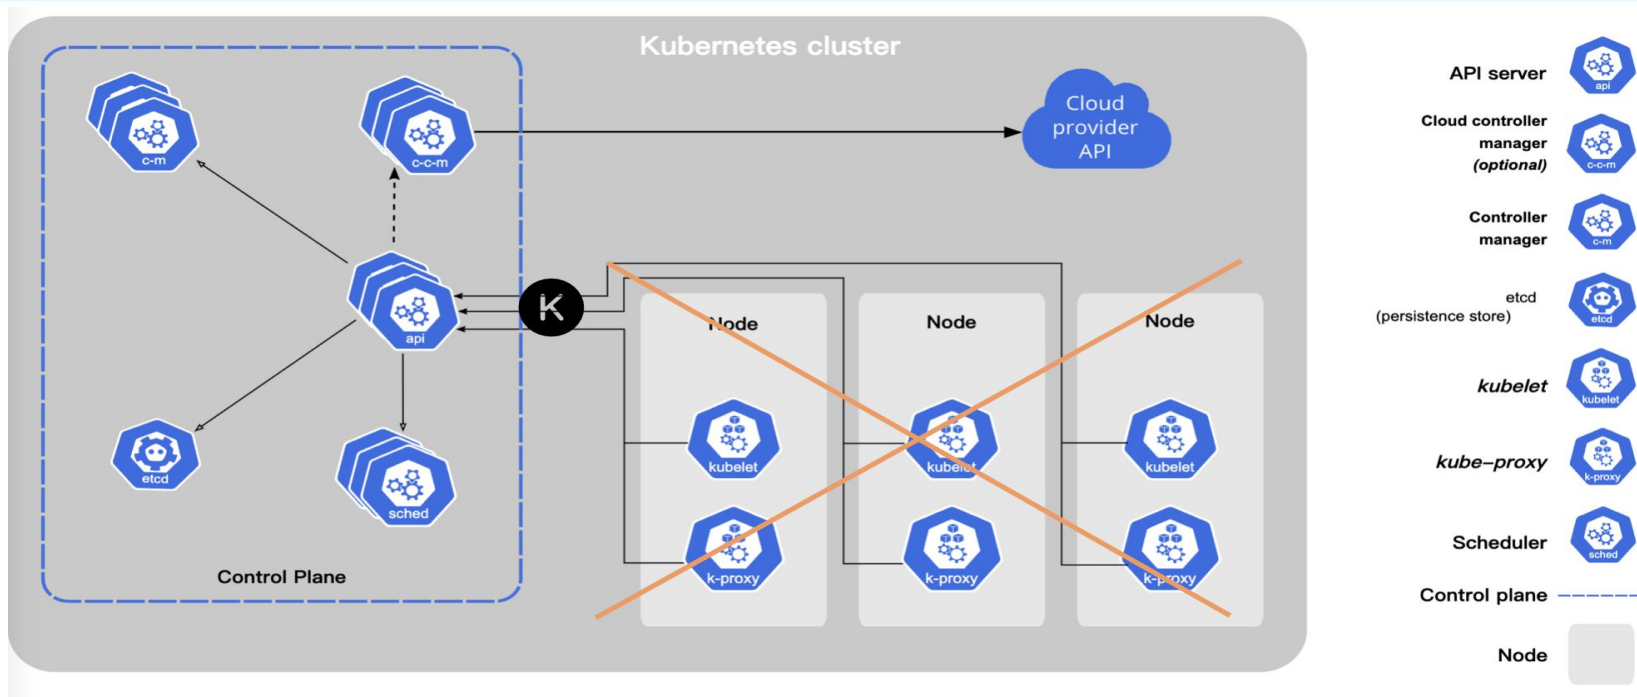 Kubernetes cluster
c-m
c-c-m
Cloud
provider
API
api
K
etcd
sched
Control Plane
Node
Node
Node
kubelet
kubelet
kubelet
k-proxy
k-proxy
k-proxy
API server
api
Cloud controller
manager
(optional)
c-c-m
Controller
manager
c-m
etcd
(persistence store)
etcd
kubelet
kubelet
kube-proxy
k-proxy
Scheduler
sched
Control plane
Node